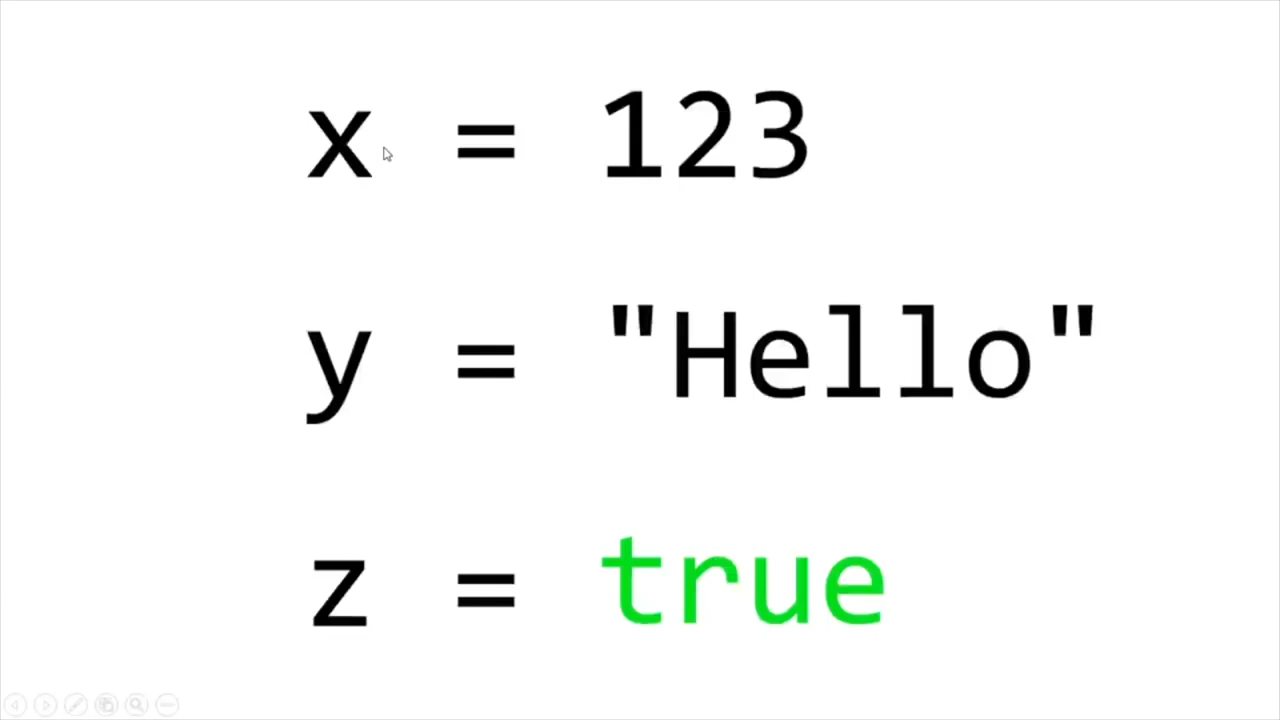 x = 123
y = "Hello"
z = true